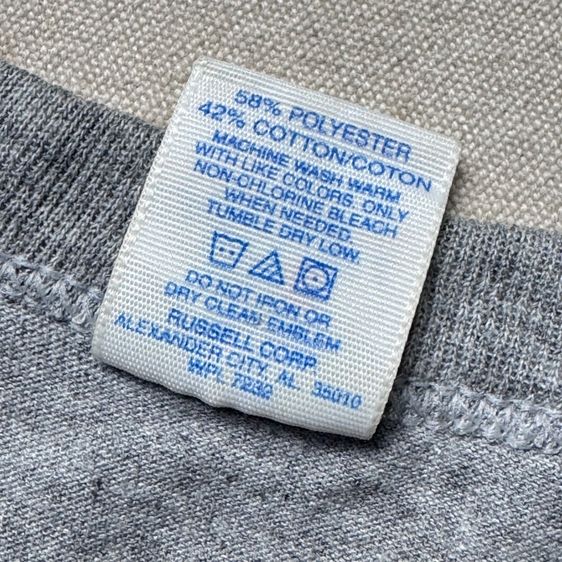 58% POLYESTER
42% COTTON/COTON
MACHINE WASH WARM
WITH LIKE COLORS. ONLY
NON-CHLORINE BLEACH
WHEN NEEDED.
TUMBLE DRY LOW.
DO NOT IRON OR
DRY CLEAN EMBLEM
RUSSELL CORP
ALEXANDER CITY, AL 35010
WPL 7232